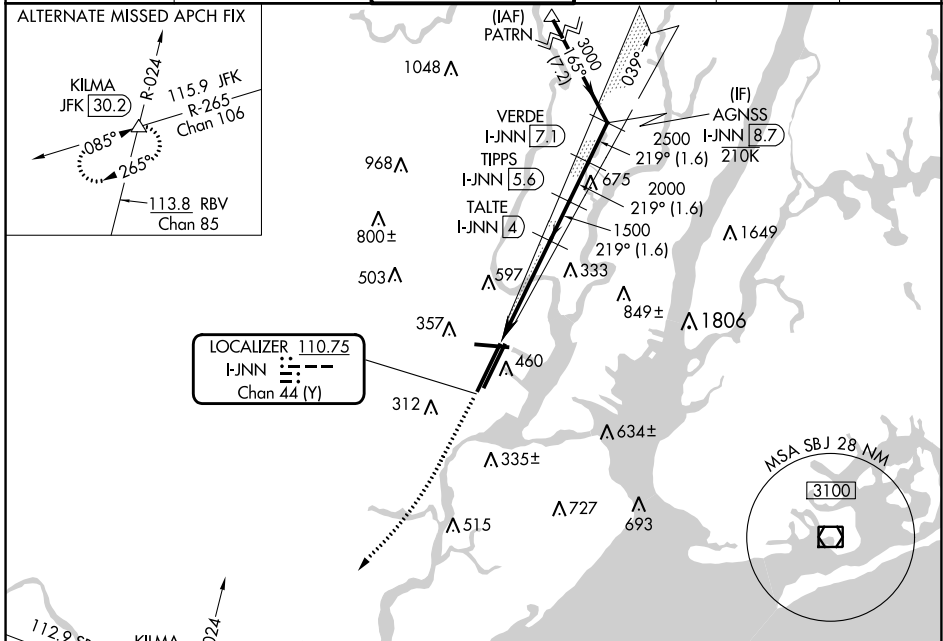 ALTERNATE MISSED APCH FIX
R-024
KILMA
JFK 30.2
115.9 JFK
R-265
Chan 106
085°
265°
113.8 RBV
Chan 85
(IAF)
PATRN
3000
165°
(7.2)
039°
1048
(IF)
AGNSS
I-JNN 8.7
210K
VERDE
I-JNN 7.1
2500
219° (1.6)
TIPPS
I-JNN 5.6
968
675
2000
219° (1.6)
TALTE
I-JNN 4
800±
1500
219° (1.6)
1649
503
597
333
849±
1806
357
LOCALIZER 110.75
I-JNN
Chan 44 (Y)
460
312
634±
335±
MSA SBJ 28 NM
3100
727
693
515
112.9 S
KILMA
024